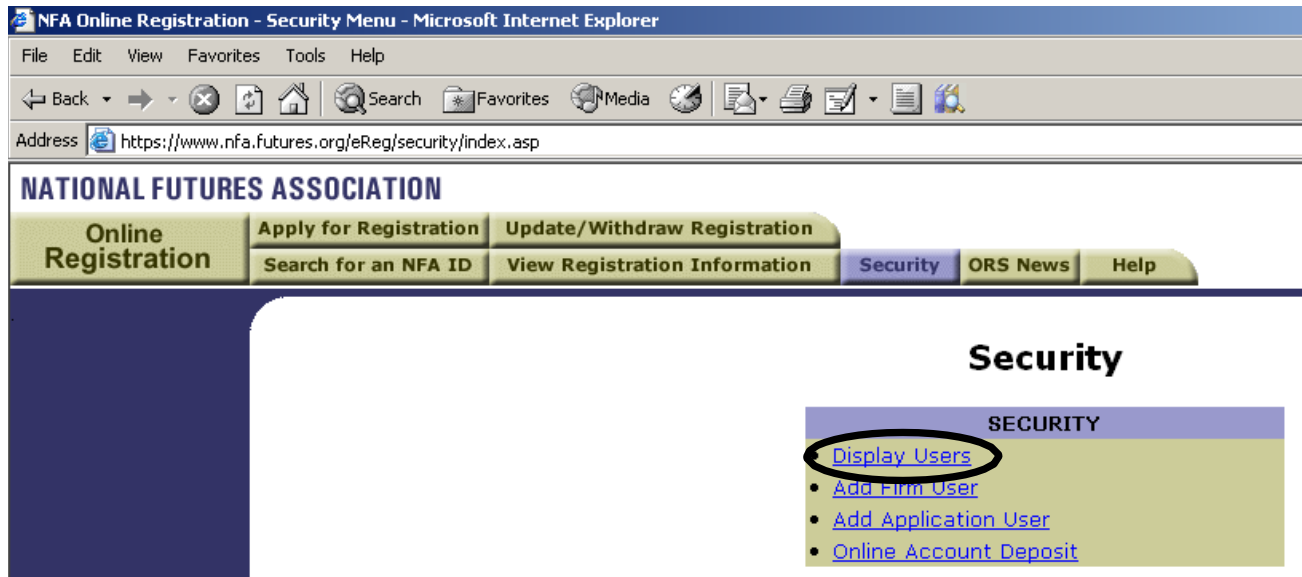 NFA Online Registration - Security Menu - Microsoft Internet Explorer
File Edit View Favorites Tools Help
Back Search Favorites Media
Address https://www.nfa.futures.org/eReg/security/index.asp
NATIONAL FUTURES ASSOCIATION
Online Registration
Apply for Registration Update/Withdraw Registration
Search for an NFA ID View Registration Information Security ORS News Help
Security
SECURITY
• Display Users
• Add Firm User
• Add Application User
• Online Account Deposit